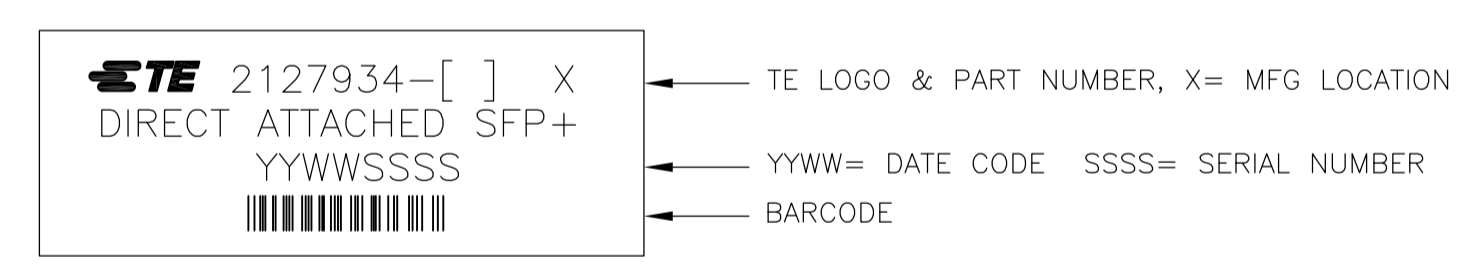 TE 2127934-[ ] X
TE LOGO & PART NUMBER, X= MFG LOCATION
DIRECT ATTACHED SFP+
YYWWSSSS
YYWW= DATE CODE SSSS= SERIAL NUMBER
BARCODE